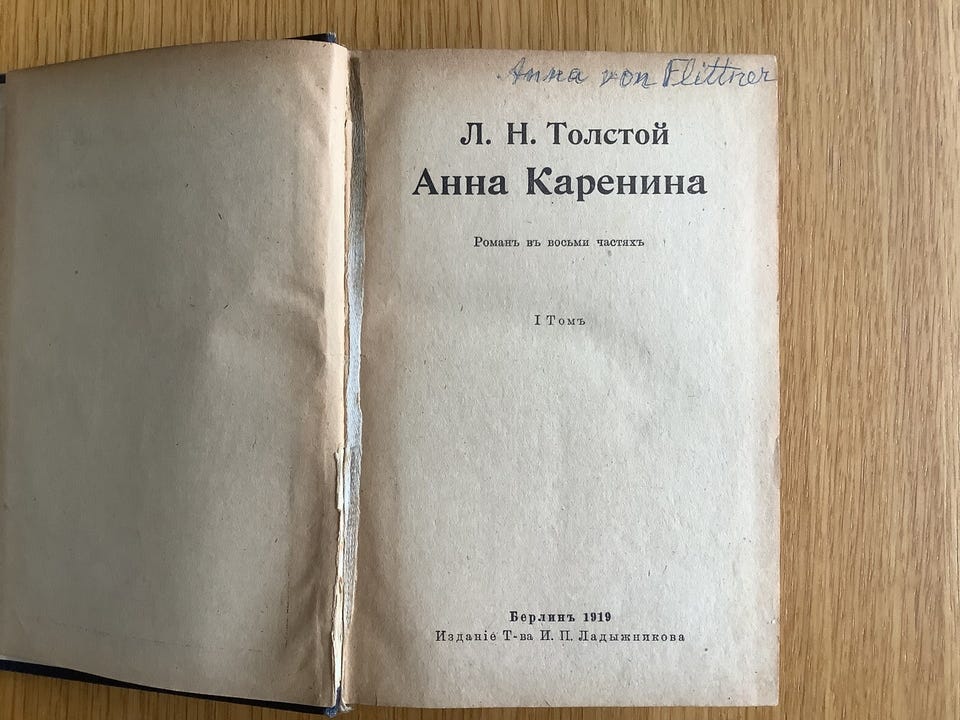 Anna von Flittner
Л. Н. Толстой
Анна Каренина
Романъ въ восьми частяхъ
I Томъ
Берлинъ 1919
Изданіе Т-ва И. П. Ладыжникова